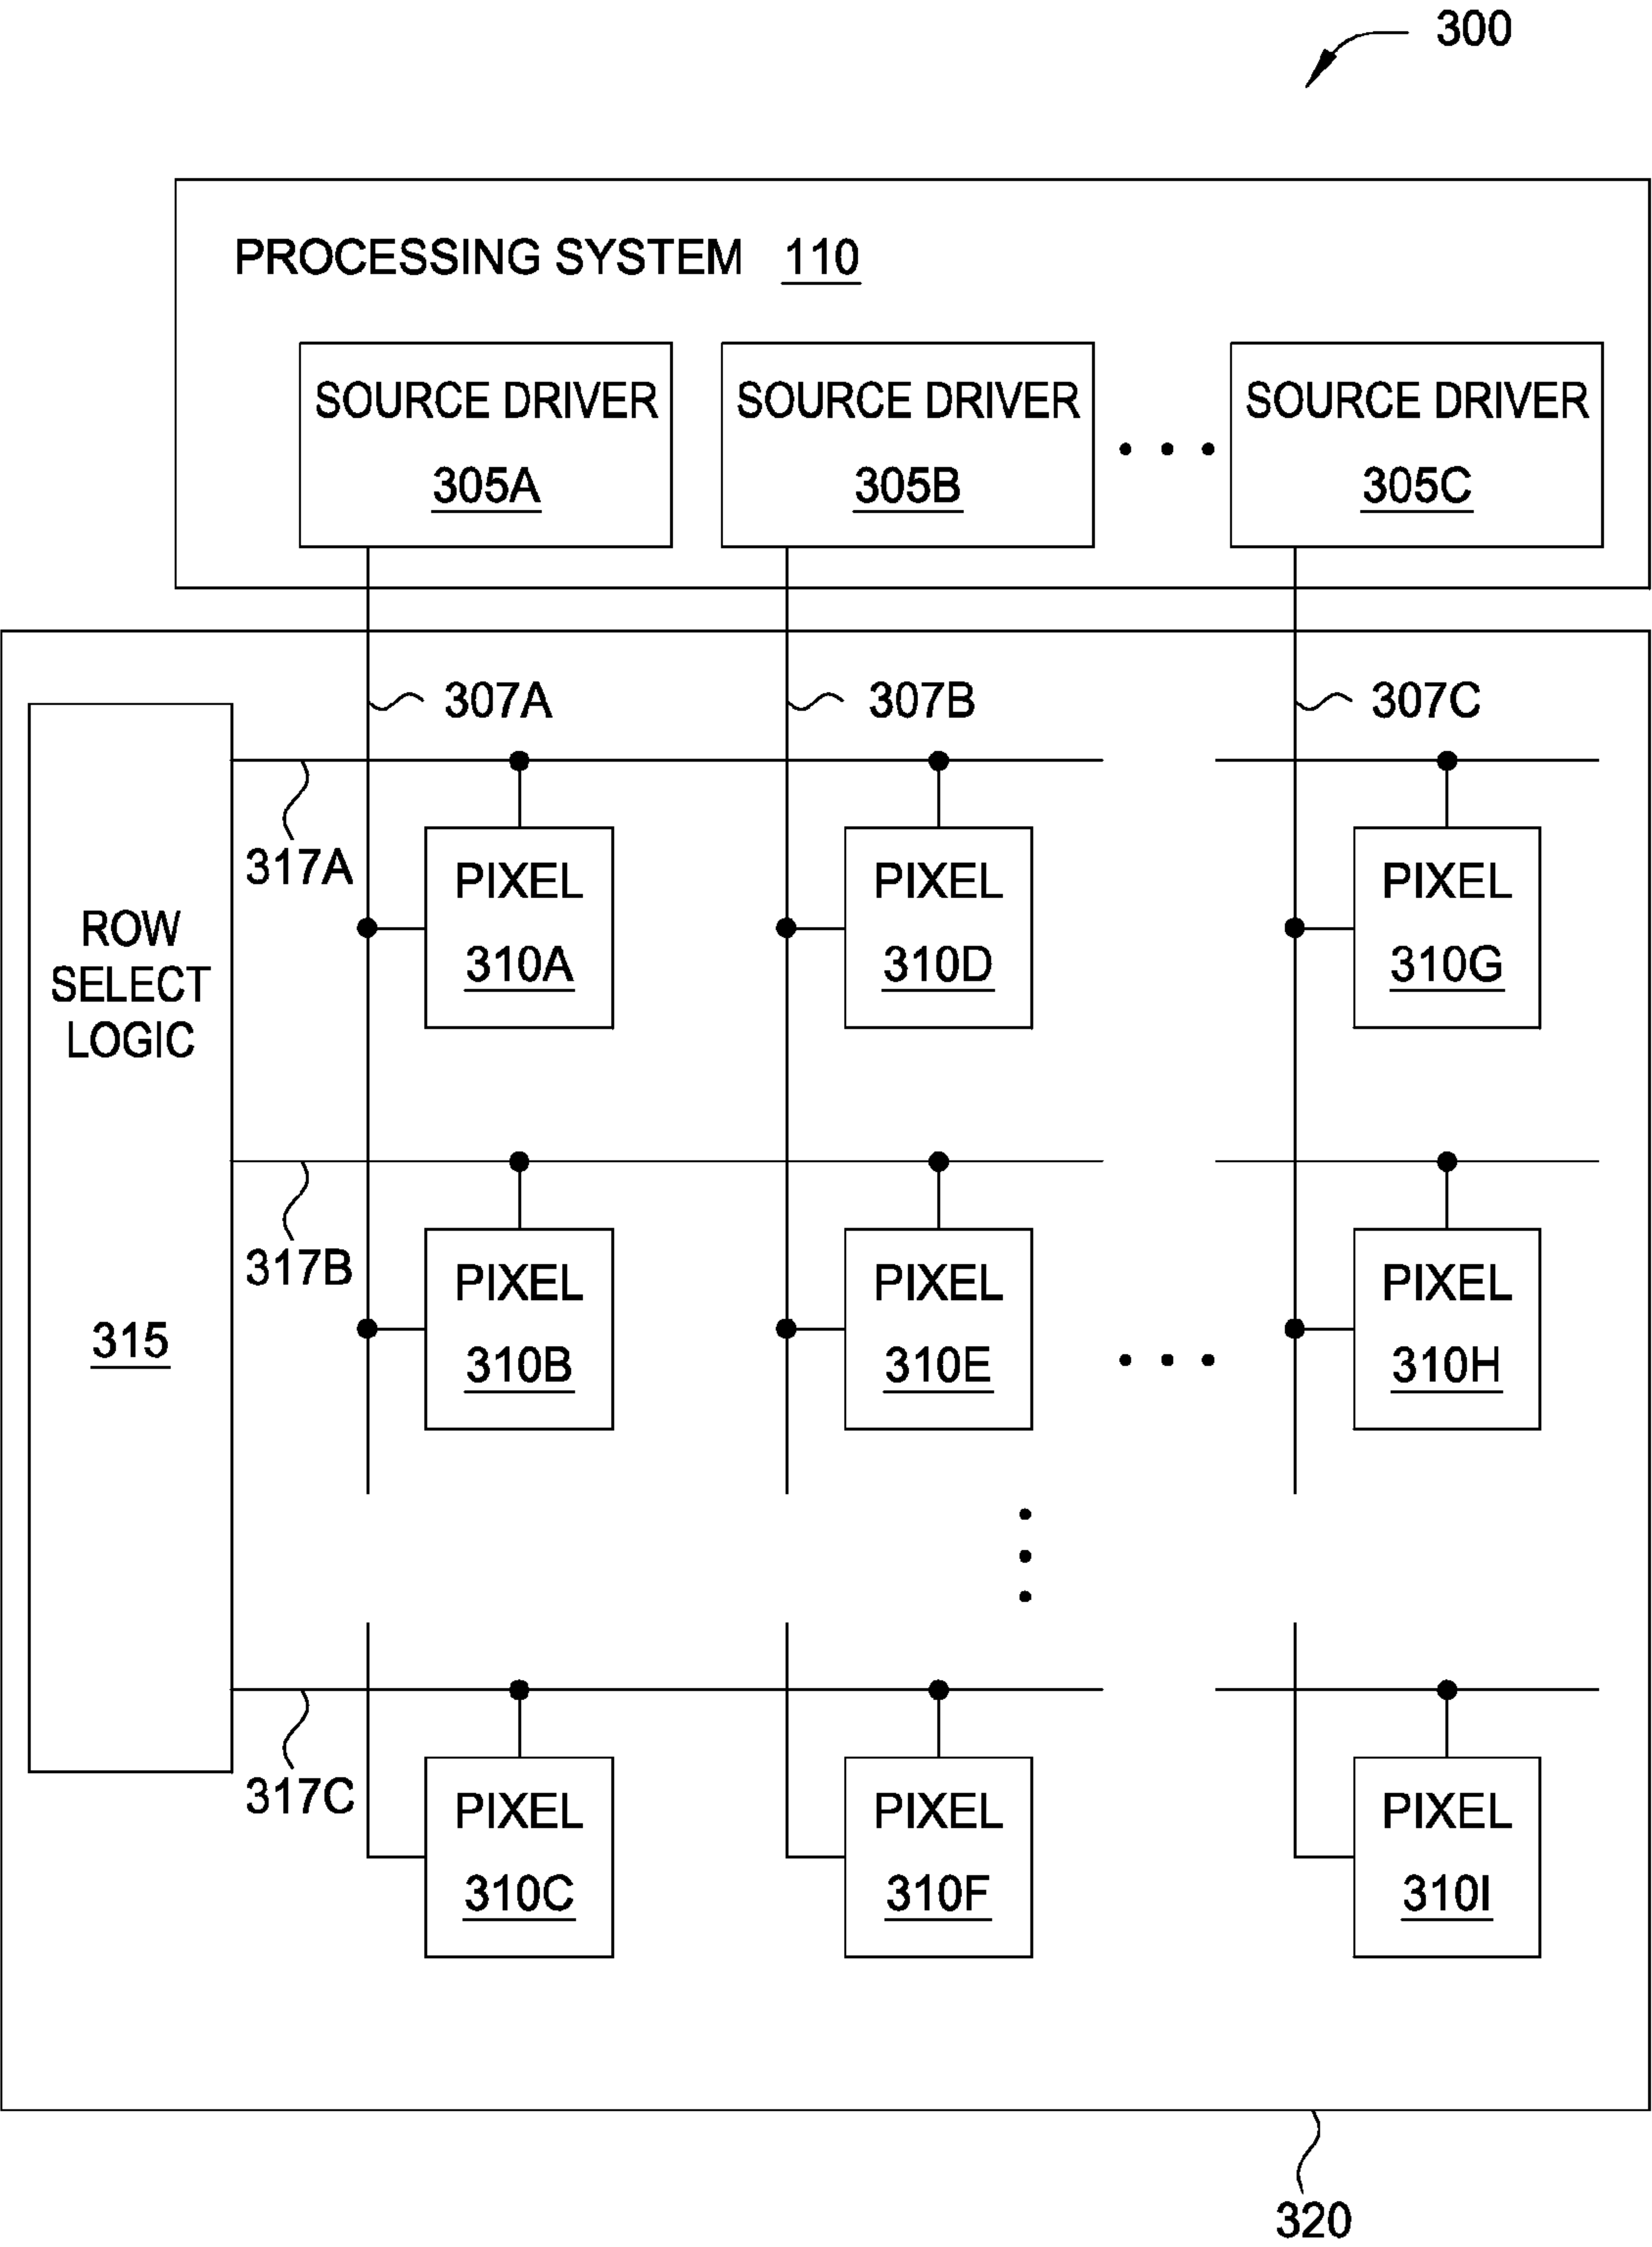 300
PROCESSING SYSTEM 110
SOURCE DRIVER
305A
SOURCE DRIVER
305B
SOURCE DRIVER
305C
307A
307B
307C
317A
ROW
SELECT
LOGIC
315
PIXEL
310A
PIXEL
310D
PIXEL
310G
317B
PIXEL
310B
PIXEL
310E
PIXEL
310H
317C
PIXEL
310C
PIXEL
310F
PIXEL
310I
320